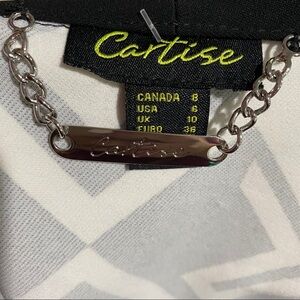 Cartise
CANADA 8
USA 6
UK 10
EURO 36
Cartise